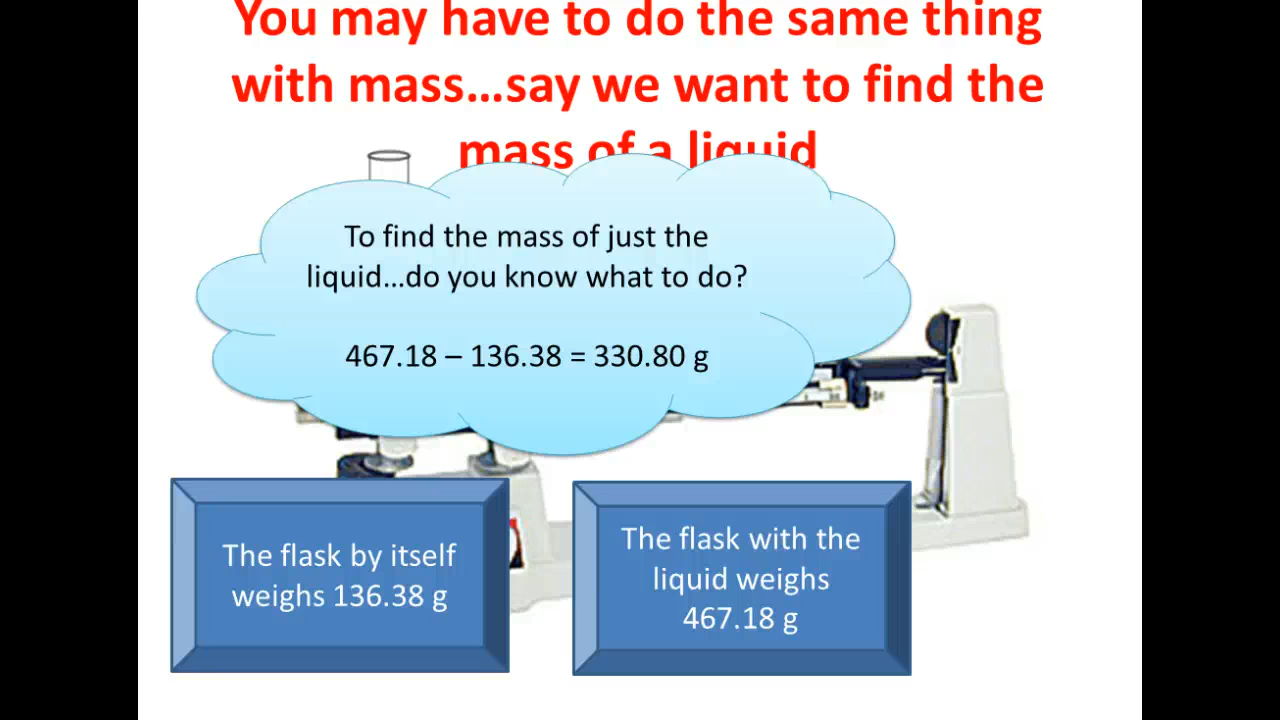 You may have to do the same thing
with mass…say we want to find the
mass of a liquid
To find the mass of just the
liquid…do you know what to do?
467.18 – 136.38 = 330.80 g
The flask by itself
weighs 136.38 g
The flask with the
liquid weighs
467.18 g